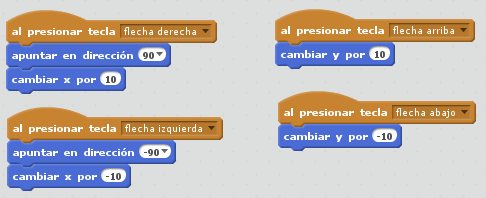 al presionar tecla flecha derecha
apuntar en dirección 90
cambiar x por 10
al presionar tecla flecha izquierda
apuntar en dirección -90
cambiar x por -10
al presionar tecla flecha arriba
cambiar y por 10
al presionar tecla flecha abajo
cambiar y por -10